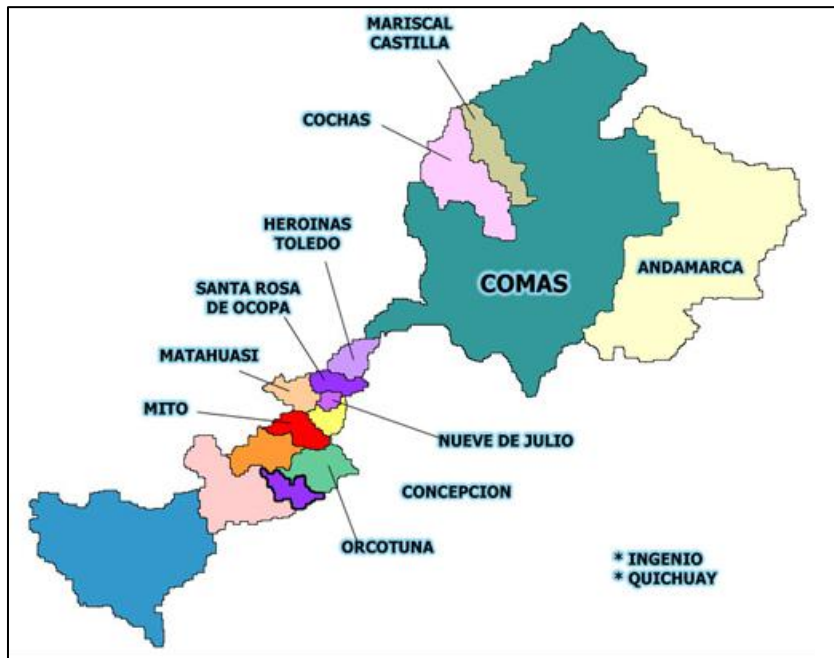 MARISCAL
CASTILLA
COCHAS
HEROINAS
TOLEDO
ANDAMARCA
COMAS
SANTA ROSA
DE OCOPA
MATAHUASI
MITO
NUEVE DE JULIO
CONCEPCION
ORCOTUNA
* INGENIO
* QUICHUAY